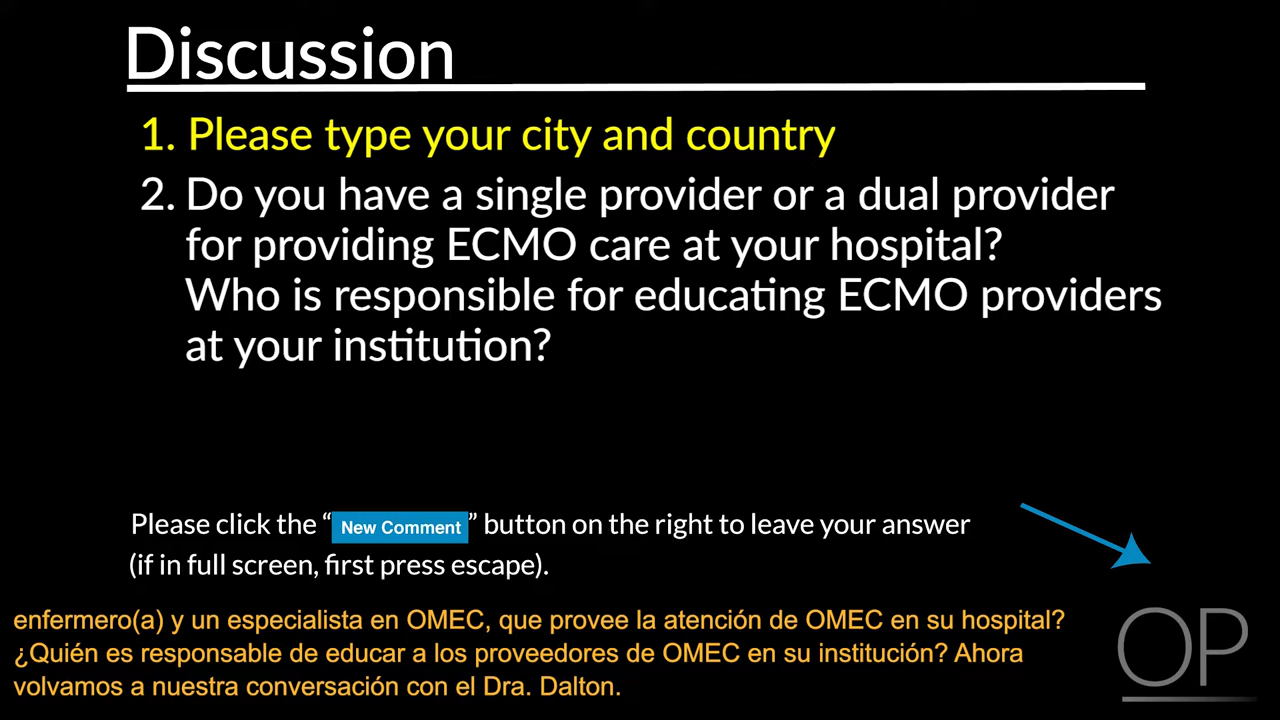 Discussion
1. Please type your city and country
2. Do you have a single provider or a dual provider
for providing ECMO care at your hospital?
Who is responsible for educating ECMO providers
at your institution?
Please click the “New Comment” button on the right to leave your answer
(if in full screen, first press escape).
enfermero(a) y un especialista en OMEC, que provee la atención de OMEC en su hospital?
¿Quién es responsable de educar a los proveedores de OMEC en su institución? Ahora
volvamos a nuestra conversación con el Dra. Dalton.
OP